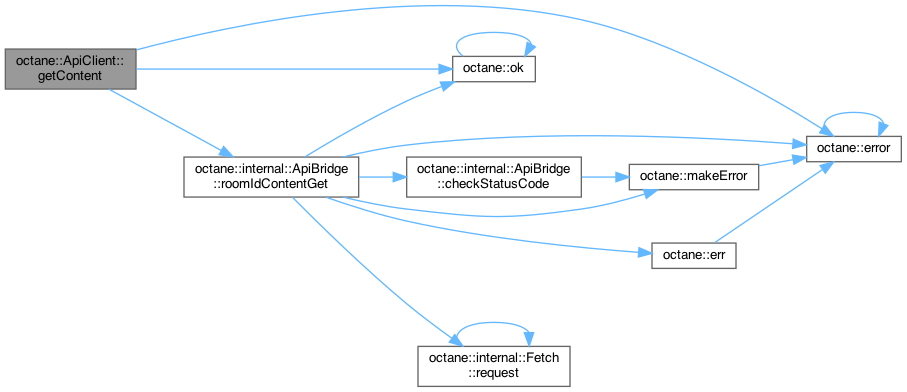 octane::ApiClient::
getContent
octane::ok
octane::error
octane::internal::ApiBridge
::roomIdContentGet
octane::internal::ApiBridge
::checkStatusCode
octane::makeError
octane::err
octane::internal::Fetch
::request